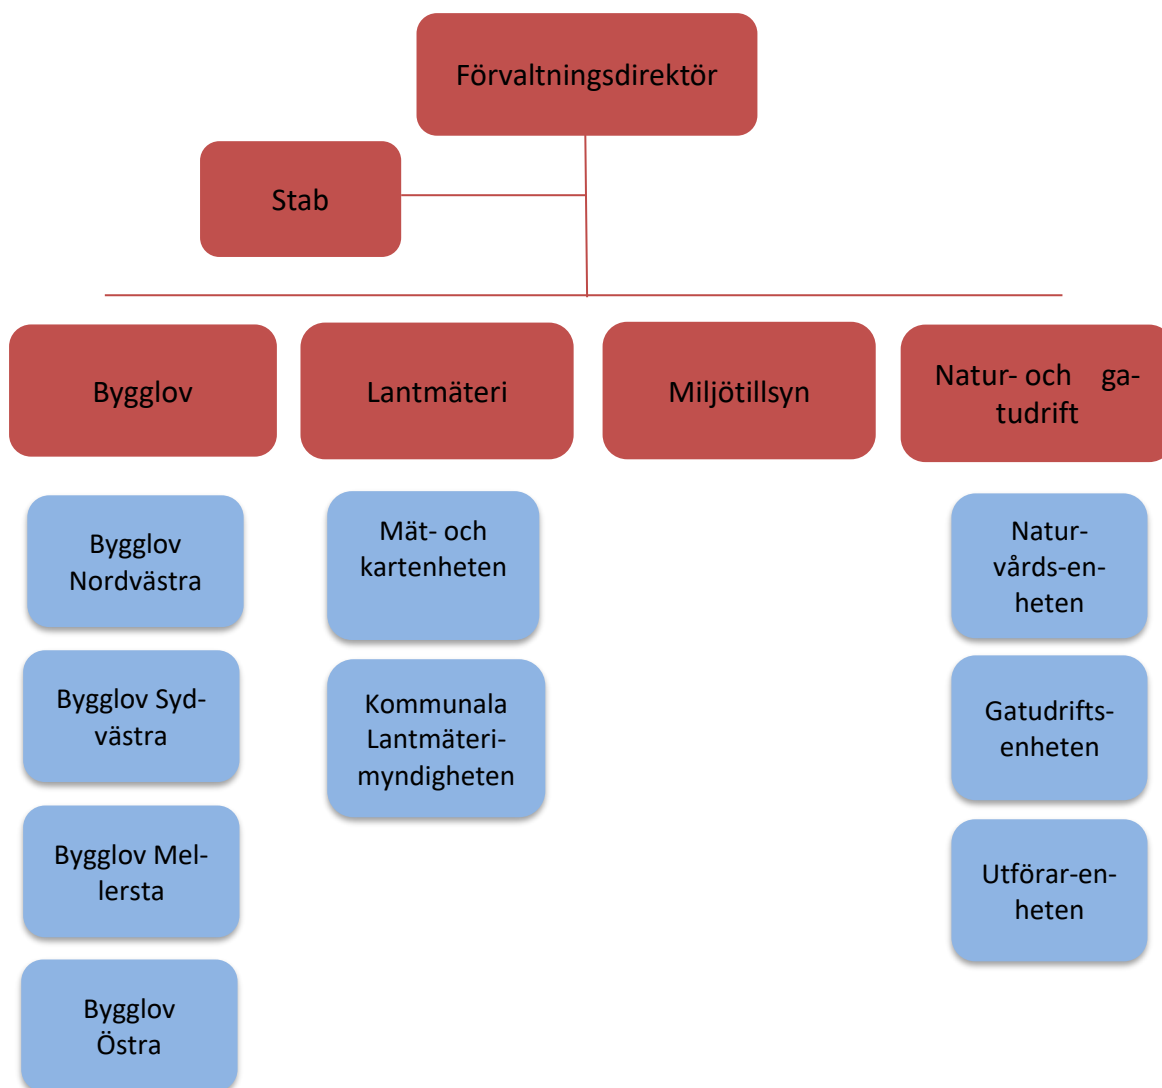 Förvaltningsdirektör
Stab
Bygglov
Lantmäteri
Miljötillsyn
Natur- och ga-
tudrift
Bygglov
Nordvästra
Bygglov Syd-
västra
Bygglov Mel-
lersta
Bygglov
Östra
Mät- och
kartenheten
Kommunala
Lantmäteri-
myndigheten
Natur-
vårds-en-
heten
Gatudrifts-
enheten
Utförar-en-
heten